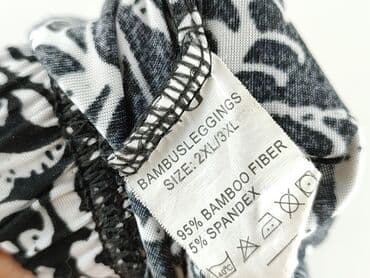 BAMBUSLEGGINGS
SIZE: 2XL/3XL
95% BAMBOO FIBER
5% SPANDEX